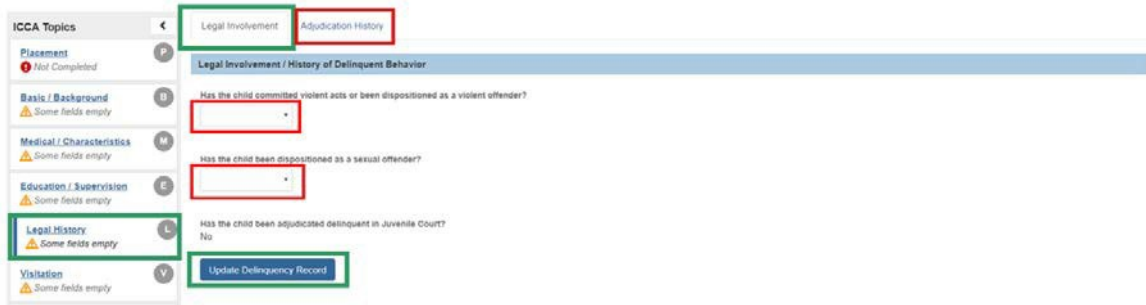 ICCA Topics
Placement
P
Not Completed
Basic / Background
B
Some fields empty
Medical / Characteristics
M
Some fields empty
Education / Supervision
E
Some fields empty
Legal History
L
Some fields empty
Visitation
V
Some fields empty
Legal Involvement
Adjudication History
Legal Involvement / History of Delinquent Behavior
Has the child committed violent acts or been dispositioned as a violent offender?
Has the child been dispositioned as a sexual offender?
Has the child been adjudicated delinquent in Juvenile Court?
No
Update Delinquency Record